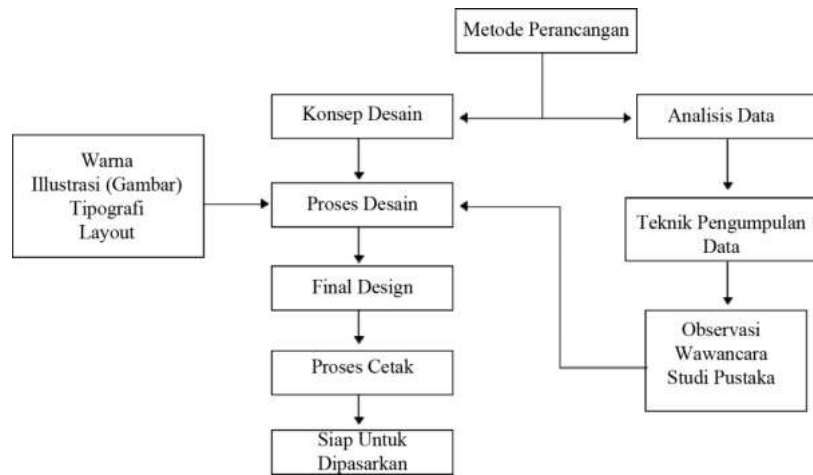 Metode Perancangan
Konsep Desain
Analisis Data
Warna
Illustrasi (Gambar)
Tipografi
Layout
Proses Desain
Teknik Pengumpulan
Data
Final Design
Observasi
Wawancara
Studi Pustaka
Proses Cetak
Siap Untuk
Dipasarkan